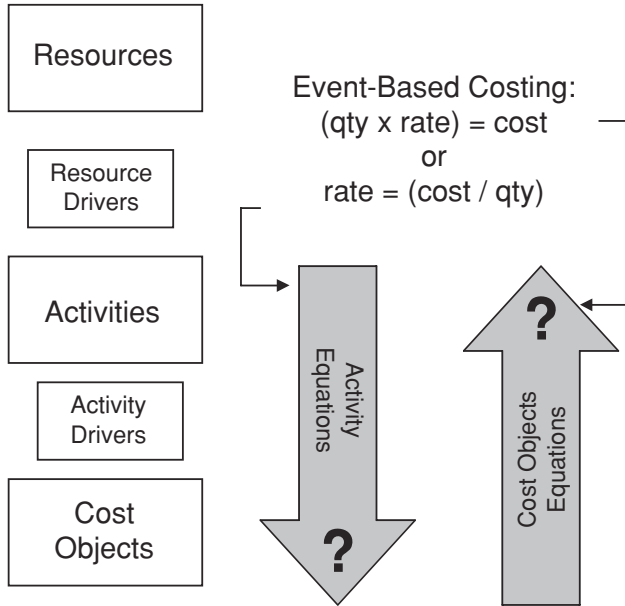 Resources
Resource
Drivers
Activities
Activity
Drivers
Cost
Objects
Event-Based Costing:
(qty x rate) = cost
or
rate = (cost / qty)
Activity
Equations
?
?
Cost Objects
Equations